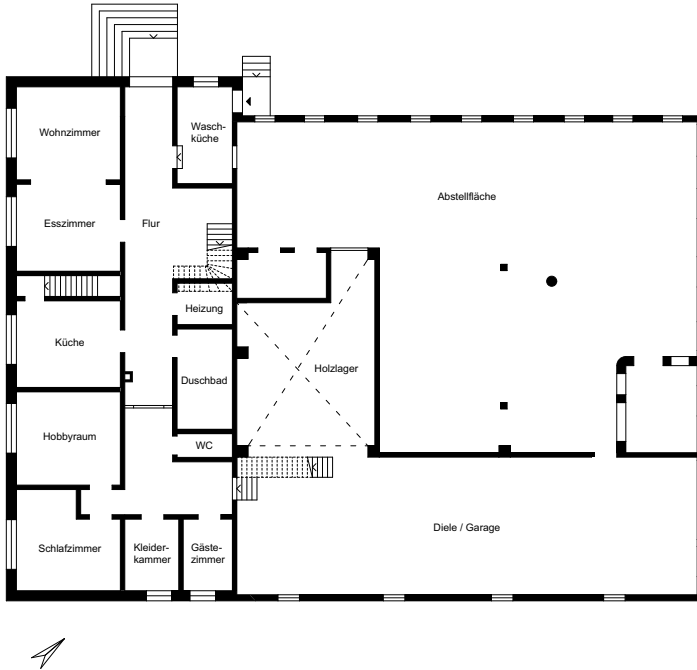 Wohnzimmer
Wasch-
küche
Abstellfläche
Esszimmer
Flur
Heizung
Küche
Holzlager
Duschbad
Hobbyraum
WC
Diele / Garage
Schlafzimmer
Kleider-
kammer
Gäste-
zimmer